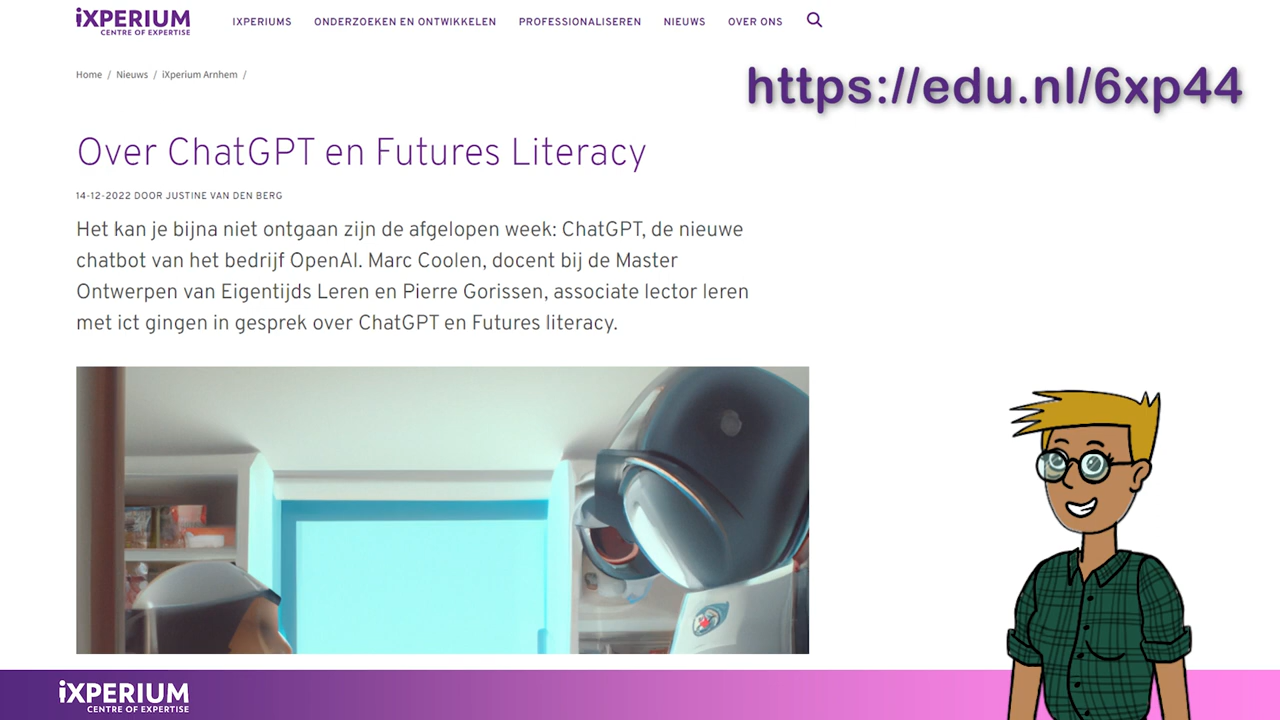 iXPERIUM
CENTRE OF EXPERTISE
IXPERIUMS ONDERZOEKEN EN ONTWIKKELEN PROFESSIONALISEREN NIEUWS OVER ONS
Home / Nieuws / iXperium Arnhem /
https://edu.nl/6xp44
Over ChatGPT en Futures Literacy
14-12-2022 DOOR JUSTINE VAN DEN BERG
Het kan je bijna niet ontgaan zijn de afgelopen week: ChatGPT, de nieuwe
chatbot van het bedrijf OpenAI. Marc Coolen, docent bij de Master
Ontwerpen van Eigentijds Leren en Pierre Gorissen, associate lector leren
met ict gingen in gesprek over ChatGPT en Futures literacy.
iXPERIUM
CENTRE OF EXPERTISE